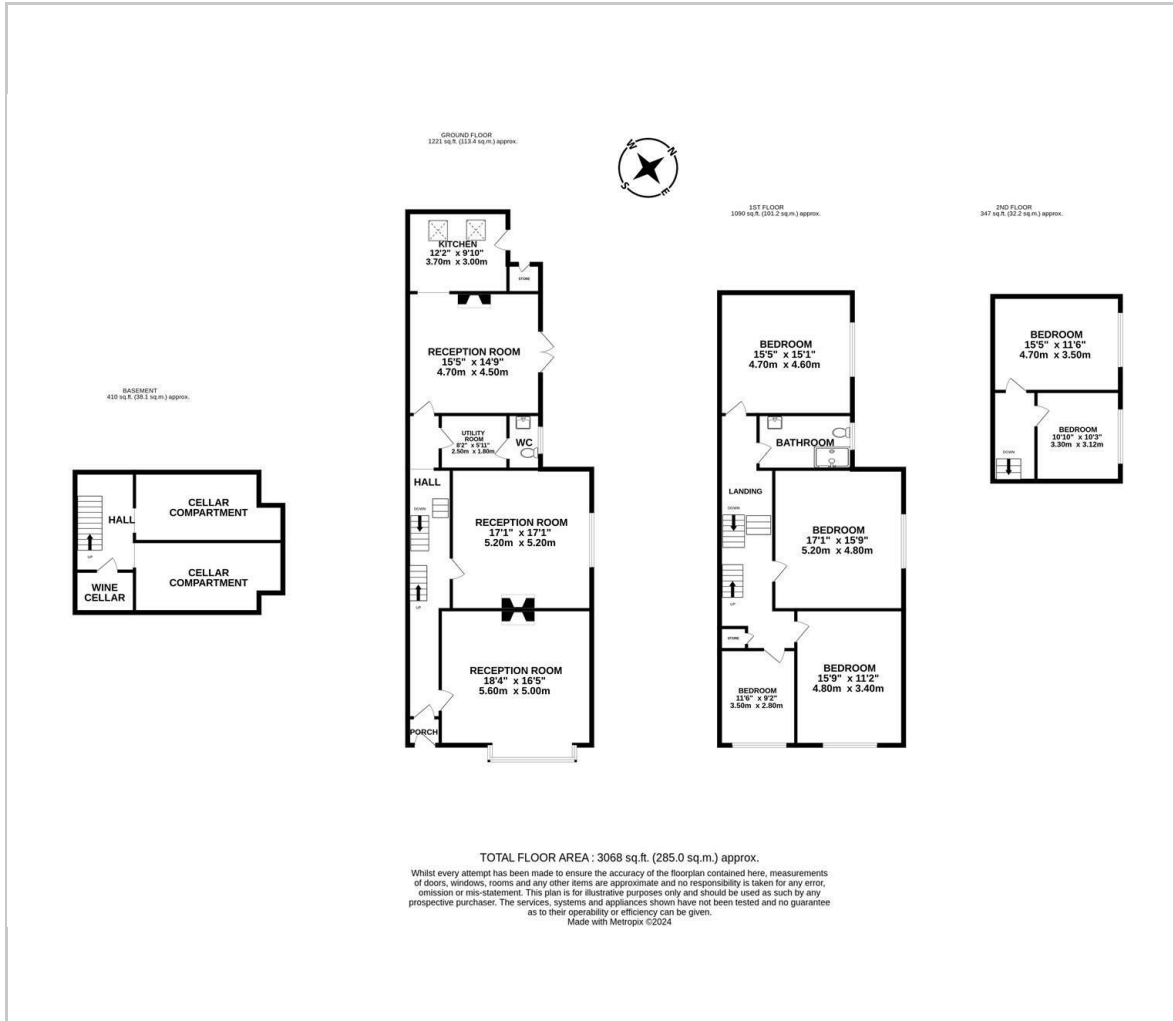 GROUND FLOOR
1221 sq.ft. (113.4 sq.m.) approx.
N
E
S
W
KITCHEN
12'2" x 9'10"
3.70m x 3.00m
STORE
RECEPTION ROOM
15'5" x 14'9"
4.70m x 4.50m
UTILITY
ROOM
8'2" x 5'11"
2.50m x 1.80m
WC
HALL
DOWN
RECEPTION ROOM
17'1" x 17'1"
5.20m x 5.20m
UP
RECEPTION ROOM
18'4" x 16'5"
5.60m x 5.00m
PORCH
BASEMENT
410 sq.ft. (38.1 sq.m.) approx.
CELLAR
COMPARTMENT
HALL
UP
CELLAR
COMPARTMENT
WINE
CELLAR
1ST FLOOR
1090 sq.ft. (101.2 sq.m.) approx.
BEDROOM
15'5" x 15'1"
4.70m x 4.60m
BATHROOM
LANDING
DOWN
BEDROOM
17'1" x 15'9"
5.20m x 4.80m
UP
STORE
BEDROOM
15'9" x 11'2"
4.80m x 3.40m
BEDROOM
11'6" x 9'2"
3.50m x 2.80m
2ND FLOOR
347 sq.ft. (32.2 sq.m.) approx.
BEDROOM
15'5" x 11'6"
4.70m x 3.50m
BEDROOM
10'10" x 10'3"
3.30m x 3.12m
DOWN
TOTAL FLOOR AREA : 3068 sq.ft. (285.0 sq.m.) approx.
Whilst every attempt has been made to ensure the accuracy of the floorplan contained here, measurements
of doors, windows, rooms and any other items are approximate and no responsibility is taken for any error,
omission or mis-statement. This plan is for illustrative purposes only and should be used as such by any
prospective purchaser. The services, systems and appliances shown have not been tested and no guarantee
as to their operability or efficiency can be given.
Made with Metropix ©2024